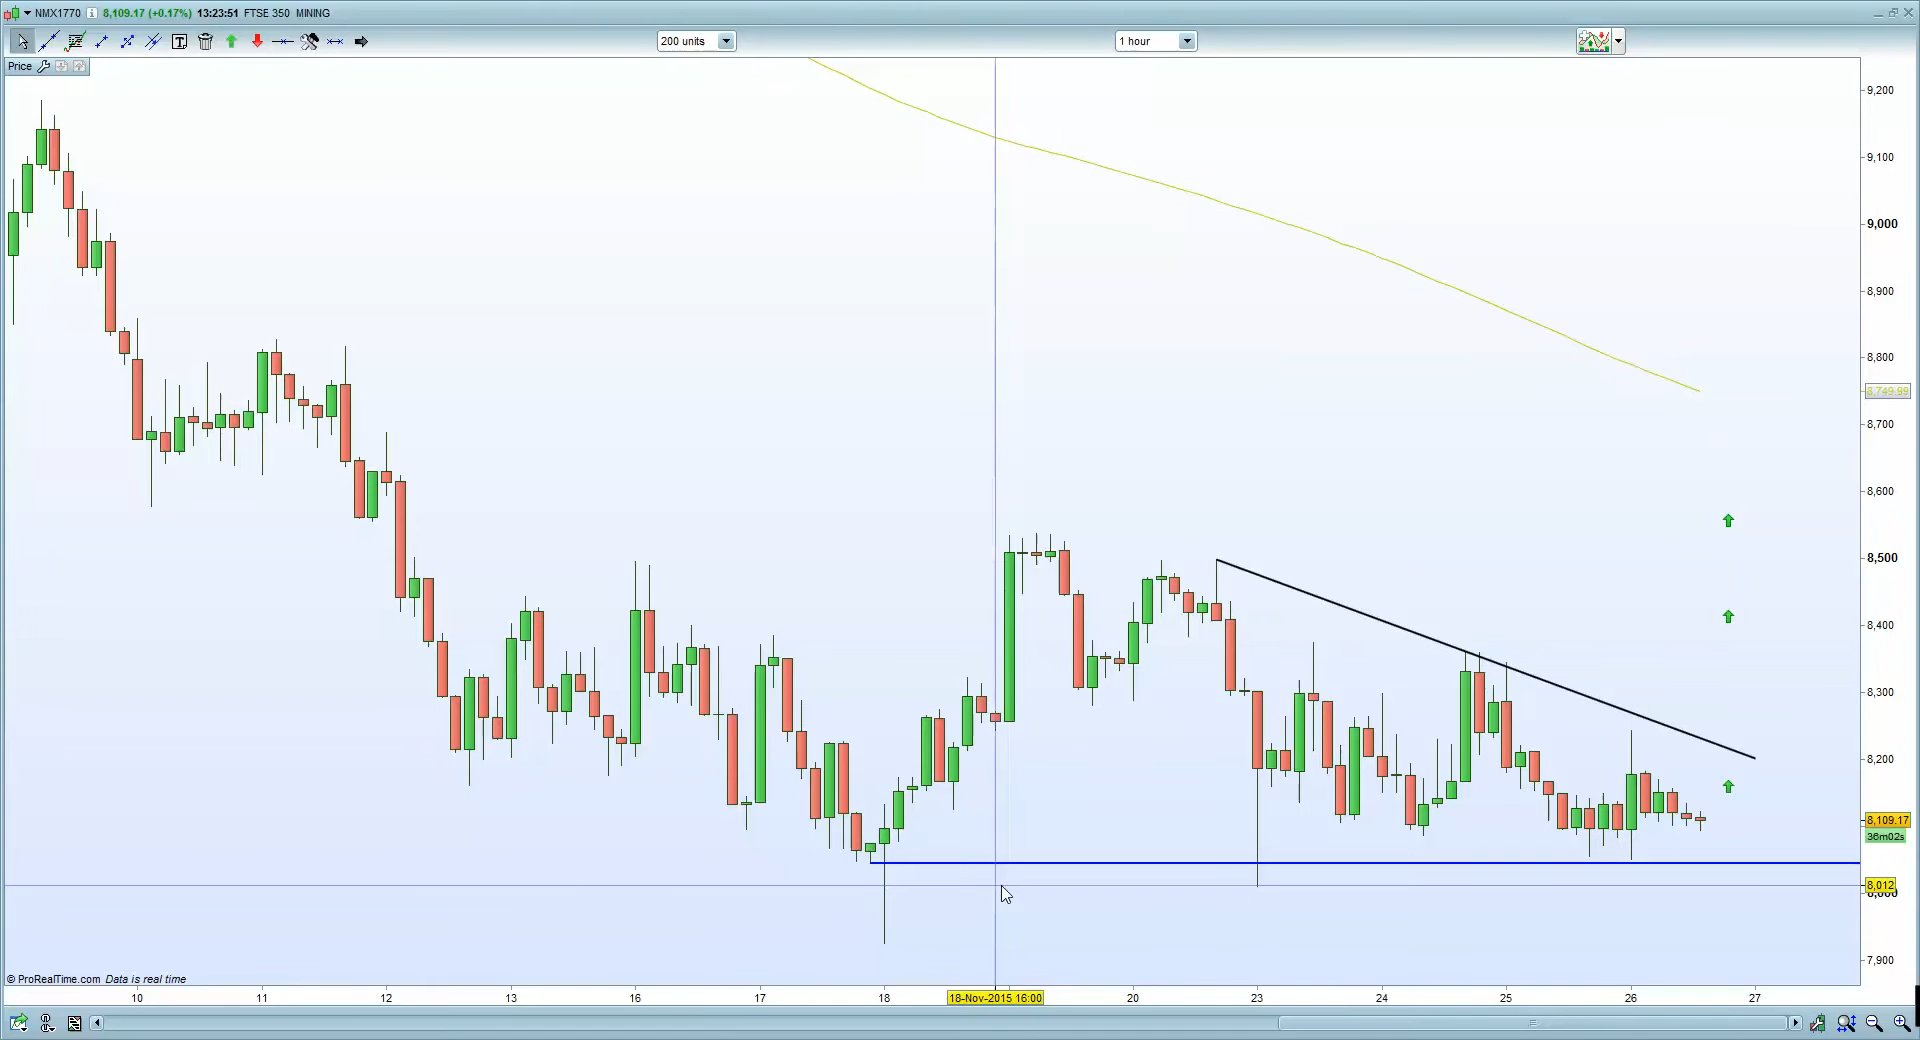 NMX1770 i 8,109.17 (+0.17%) 13:23:51 FTSE 350 MINING
T 200 units 1 hour
Price
9,200
9,100
9,000
8,900
8,800
8,749.99
8,700
8,600
8,500
8,400
8,300
8,200
8,109.17
36m02s
8,012
8,000
7,900
© ProRealTime.com Data is real time
10 11 12 13 16 17 18 18-Nov-2015 16:00 20 23 24 25 26 27